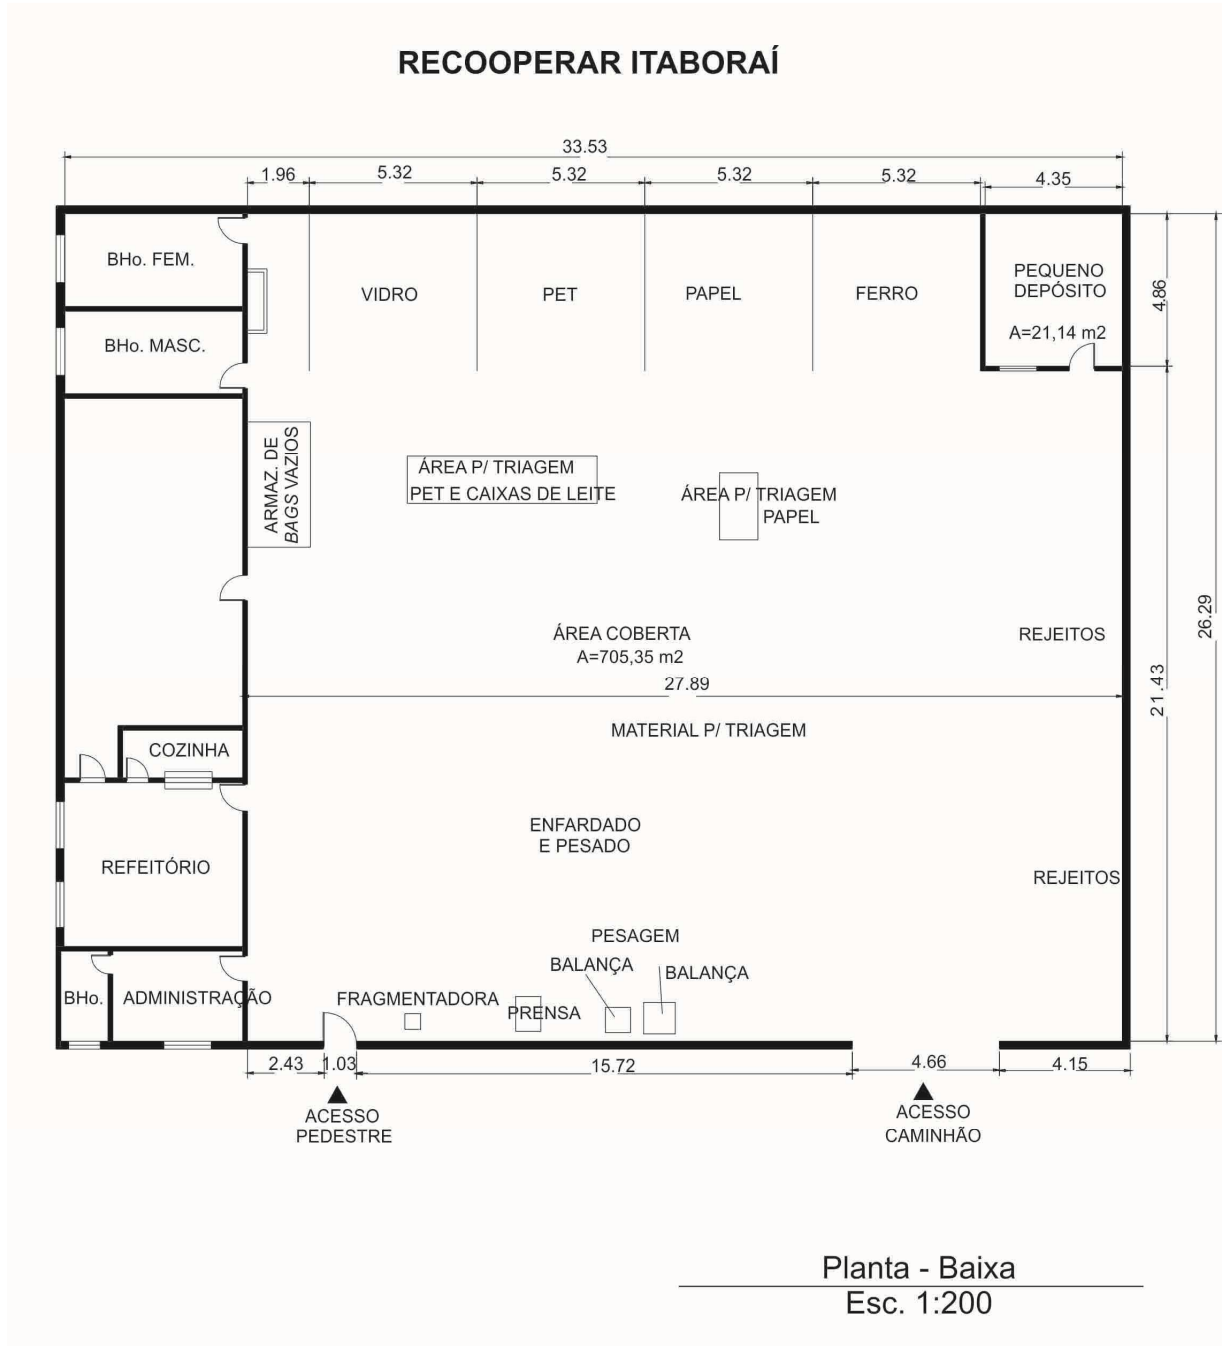 RECOOPERAR ITABORAÍ
33.53
1.96
5.32
5.32
5.32
5.32
4.35
BHo. FEM.
VIDRO
PET
PAPEL
FERRO
PEQUENO
DEPÓSITO
A=21,14 m2
4.86
BHo. MASC.
ARMAZ. DE
BAGS VAZIOS
ÁREA P/ TRIAGEM
PET E CAIXAS DE LEITE
ÁREA P/ TRIAGEM
PAPEL
ÁREA COBERTA
A=705,35 m2
REJEITOS
26.29
27.89
21.43
MATERIAL P/ TRIAGEM
COZINHA
ENFARDADO
E PESADO
REFEITÓRIO
REJEITOS
PESAGEM
BALANÇA
BALANÇA
BHo.
ADMINISTRAÇÃO
FRAGMENTADORA
PRENSA
2.43
1.03
15.72
4.66
4.15
ACESSO
PEDESTRE
ACESSO
CAMINHÃO
Planta - Baixa
Esc. 1:200